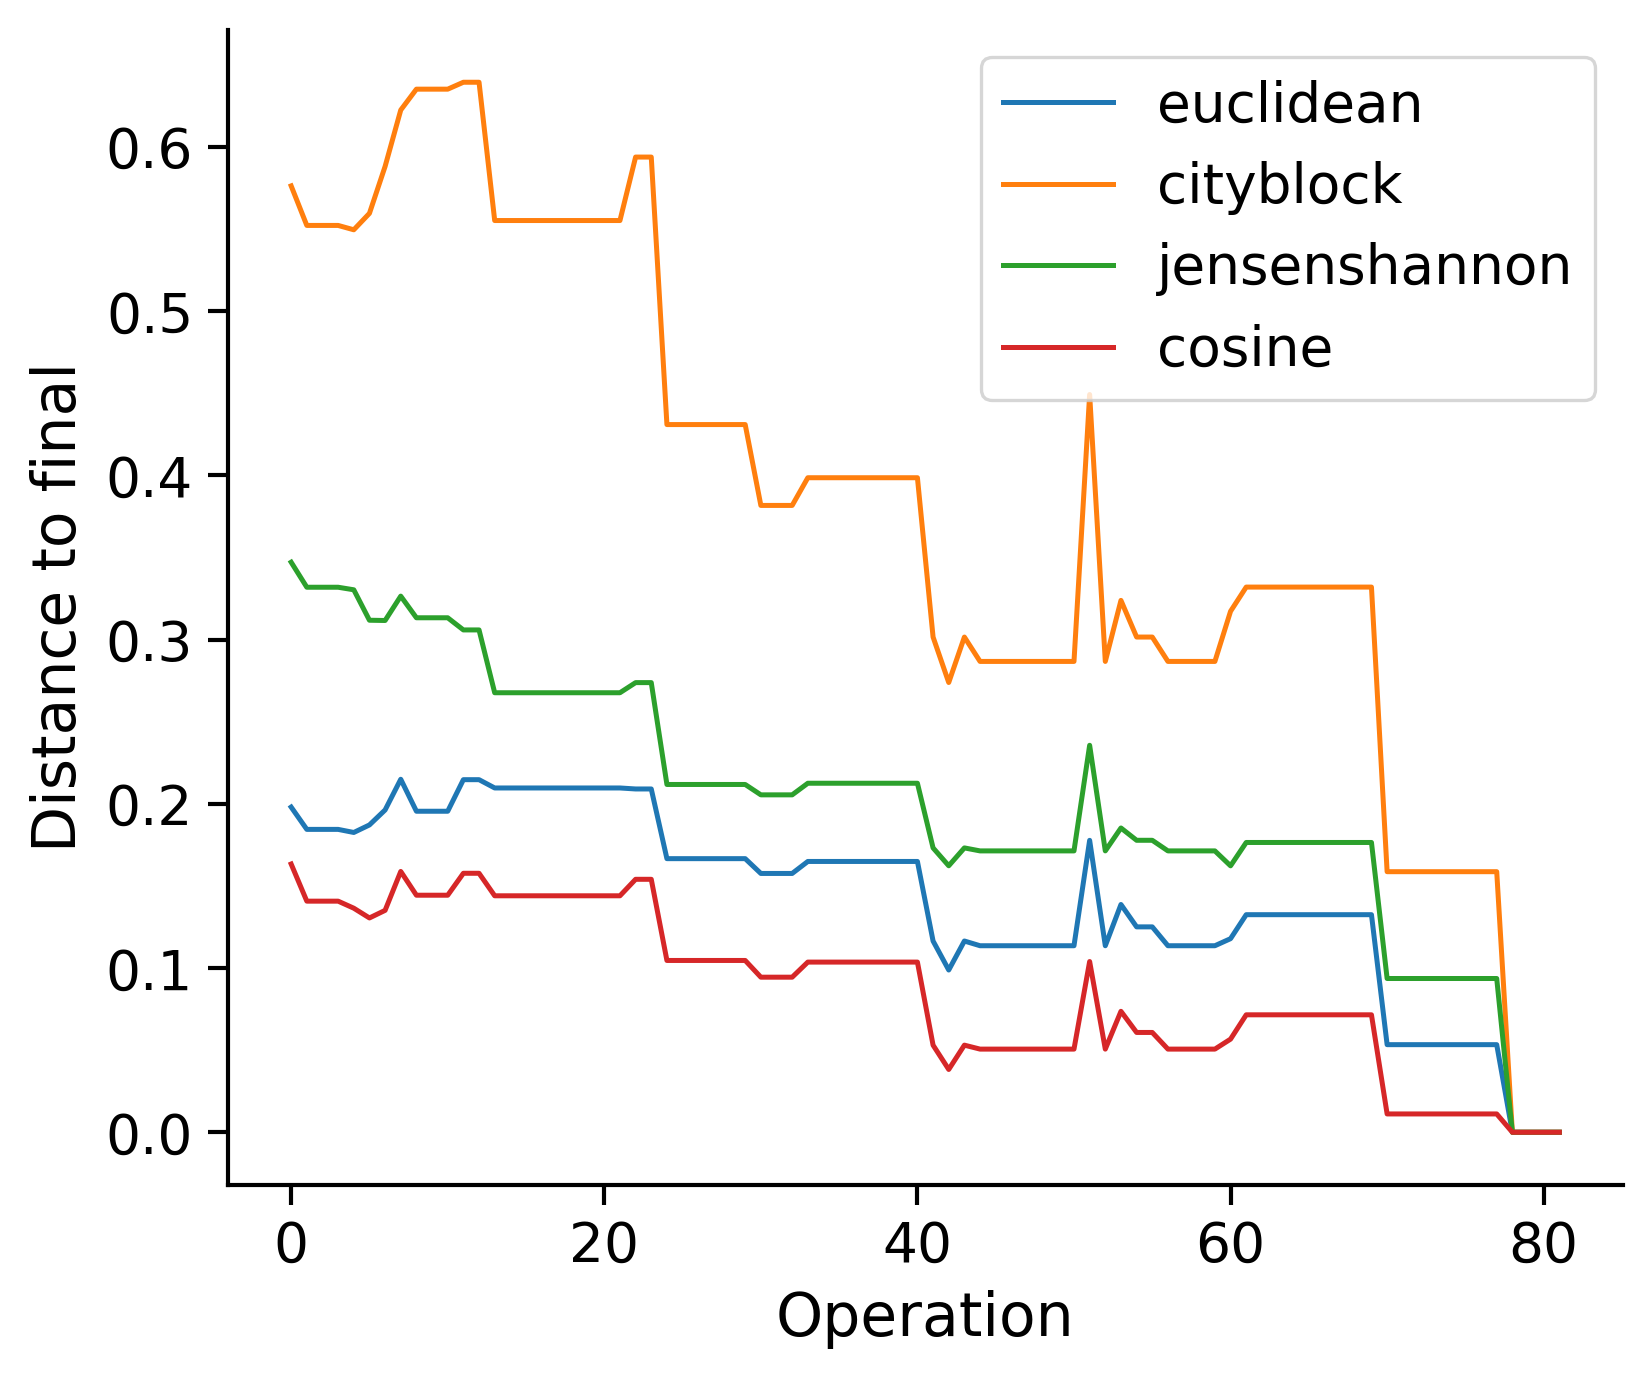 euclidean
cityblock
jensenshannon
cosine
0.6
0.5
0.4
0.3
0.2
0.1
0.0
Distance to final
0 20 40 60 80
Operation